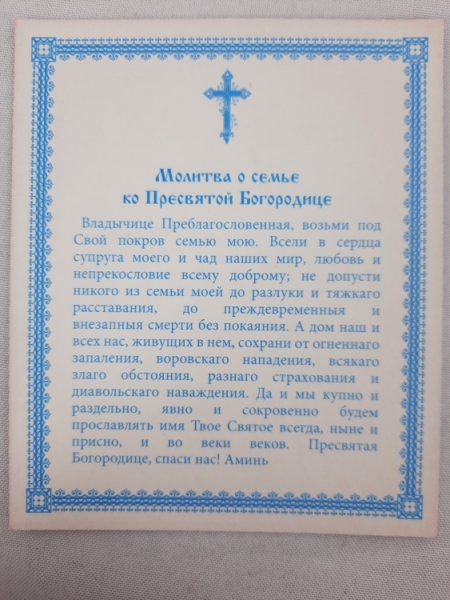 Молитва о семье
ко Пресвятой Богородице
Владычице Преблагословенная, возьми под
Свой покров семью мою. Всели в сердца
супруга моего и чад наших мир, любовь и
непрекословие всему доброму; не допусти
никого из семьи моей до разлуки и тяжкаго
расставания, до преждевременныя и
внезапныя смерти без покаяния. А дом наш и
всех нас, живущих в нем, сохрани от огненнаго
запаления, воровскаго нападения, всякаго
злаго обстояния, разнаго страхования и
диавольскаго наваждения. Да и мы купно и
раздельно, явно и сокровенно будем
прославлять имя Твое Святое всегда, ныне и
присно, и во веки веков. Пресвятая
Богородице, спаси нас! Аминь